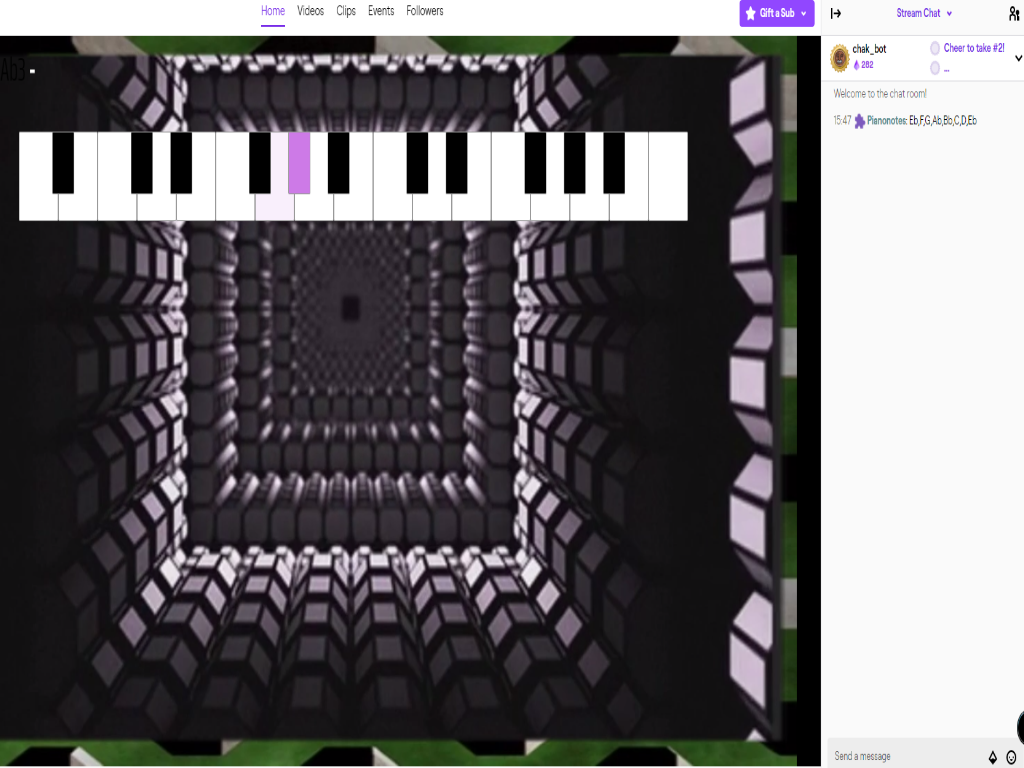 Home Videos Clips Events Followers
Gift a Sub
Stream Chat
chak_bot
282
Cheer to take #2!
...
Welcome to the chat room!
15:47 Pianonotes: Eb,F,G,Ab,Bb,C,D,Eb
Ab3 -
Send a message